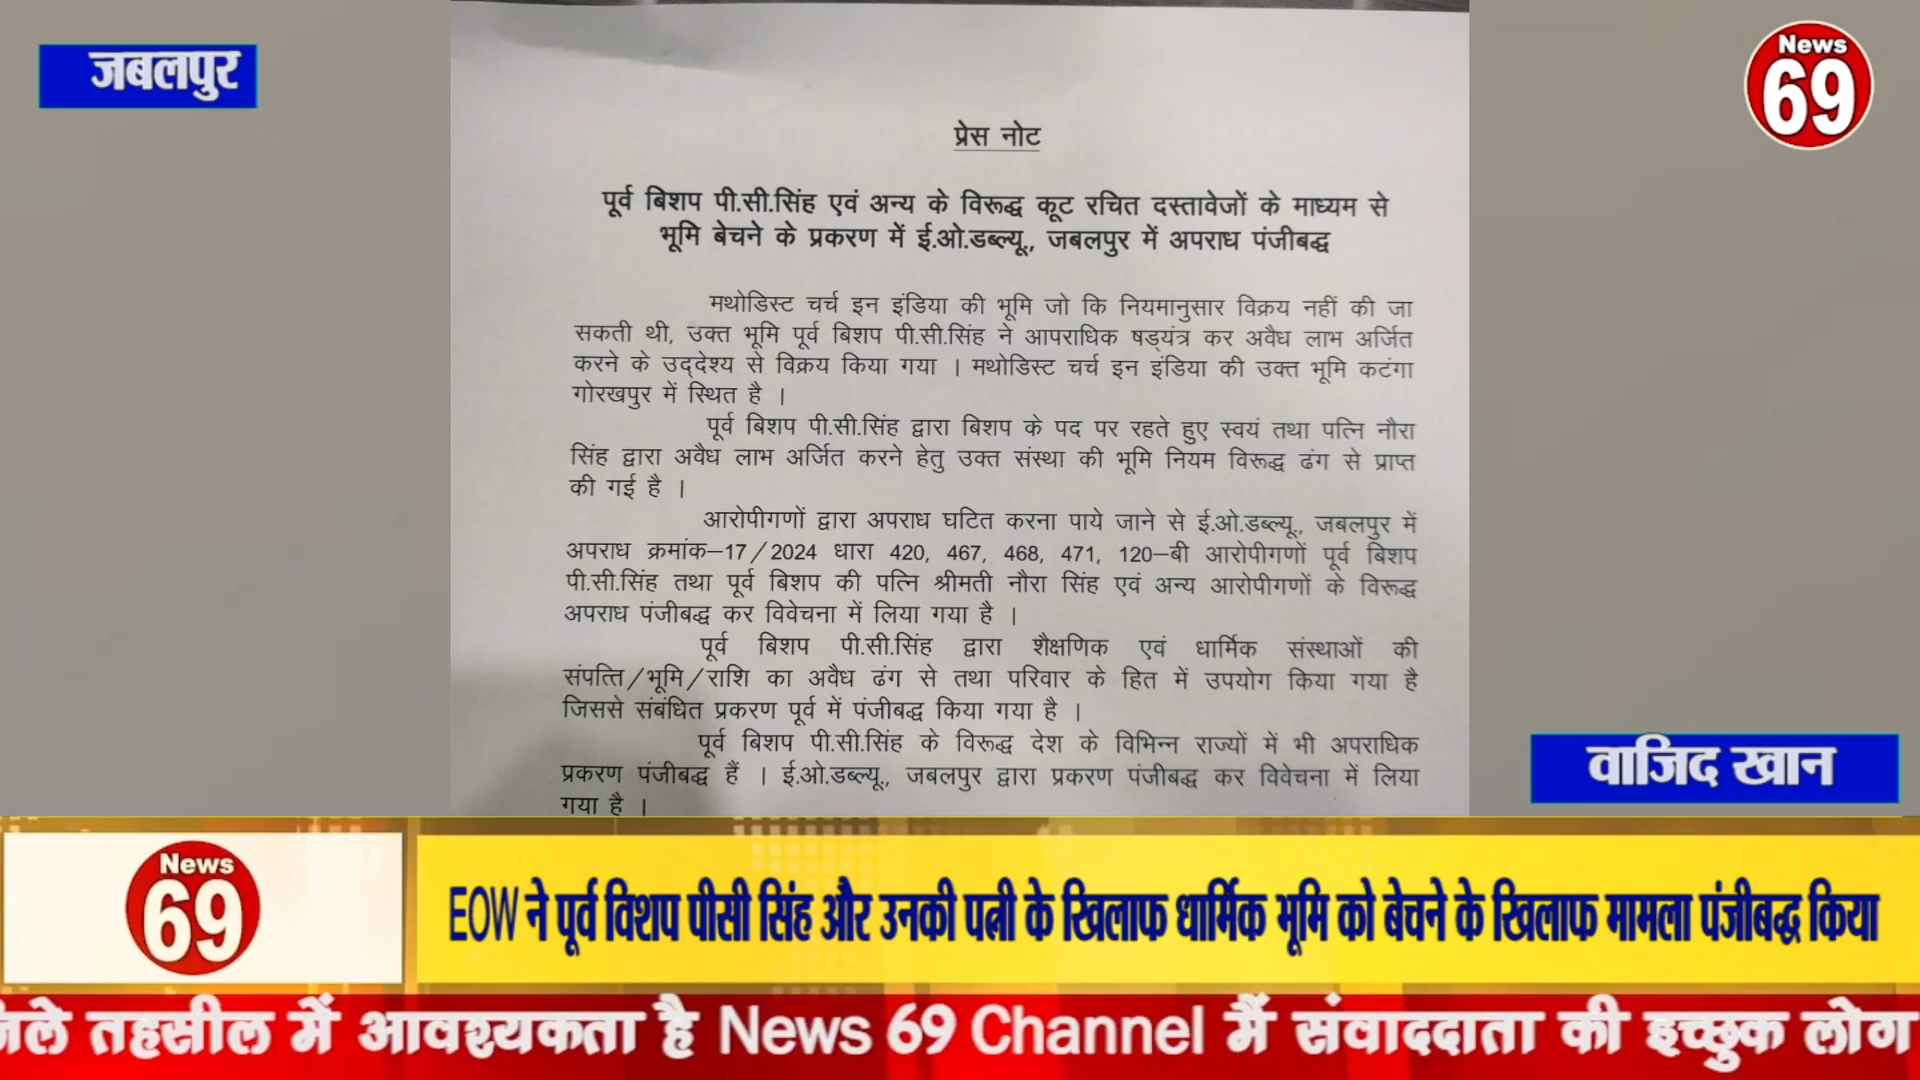 जबलपुर
News
69
प्रेस नोट
पूर्व बिशप पी.सी.सिंह एवं अन्य के विरूद्ध कूट रचित दस्तावेजों के माध्यम से
भूमि बेचने के प्रकरण में ई.ओ.डब्ल्यू., जबलपुर में अपराध पंजीबद्ध
मथोडिस्ट चर्च इन इंडिया की भूमि जो कि नियमानुसार विक्रय नहीं की जा
सकती थी, उक्त भूमि पूर्व बिशप पी.सी.सिंह ने आपराधिक षड्यंत्र कर अवैध लाभ अर्जित
करने के उद्देश्य से विक्रय किया गया । मथोडिस्ट चर्च इन इंडिया की उक्त भूमि कटंगा
गोरखपुर में स्थित है ।
पूर्व बिशप पी.सी.सिंह द्वारा बिशप के पद पर रहते हुए स्वयं तथा पत्नि नौरा
सिंह द्वारा अवैध लाभ अर्जित करने हेतु उक्त संस्था की भूमि नियम विरूद्ध ढंग से प्राप्त
की गई है ।
आरोपीगणों द्वारा अपराध घटित करना पाये जाने से ई.ओ.डब्ल्यू., जबलपुर में
अपराध क्रमांक–17/2024 धारा 420, 467, 468, 471, 120–बी आरोपीगणों पूर्व बिशप
पी.सी.सिंह तथा पूर्व बिशप की पत्नि श्रीमती नौरा सिंह एवं अन्य आरोपीगणों के विरूद्ध
अपराध पंजीबद्ध कर विवेचना में लिया गया है ।
पूर्व बिशप पी.सी.सिंह द्वारा शैक्षणिक एवं धार्मिक संस्थाओं की
संपत्ति/भूमि/राशि का अवैध ढंग से तथा परिवार के हित में उपयोग किया गया है
जिससे संबंधित प्रकरण पूर्व में पंजीबद्ध किया गया है ।
पूर्व बिशप पी.सी.सिंह के विरूद्ध देश के विभिन्न राज्यों में भी अपराधिक
प्रकरण पंजीबद्ध हैं । ई.ओ.डब्ल्यू., जबलपुर द्वारा प्रकरण पंजीबद्ध कर विवेचना में लिया
गया है ।
वाजिद खान
News
69
EOW ने पूर्व विशप पीसी सिंह और उनकी पत्नी के खिलाफ धार्मिक भूमि को बेचने के खिलाफ मामला पंजीबद्ध किया
तहसील में आवश्यकता है News 69 Channel मैं संवाददाता की इच्छुक लोग